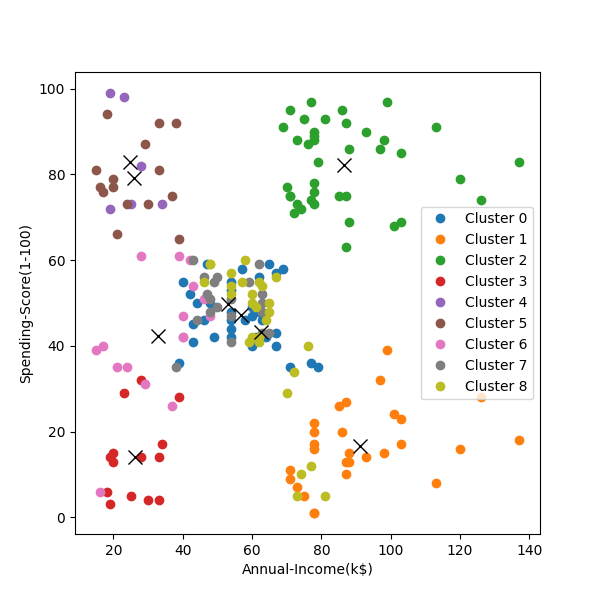 100
80
60
40
20
0
Spending-Score(1-100)
Cluster 0
Cluster 1
Cluster 2
Cluster 3
Cluster 4
Cluster 5
Cluster 6
Cluster 7
Cluster 8
20 40 60 80 100 120 140
Annual-Income(k$)